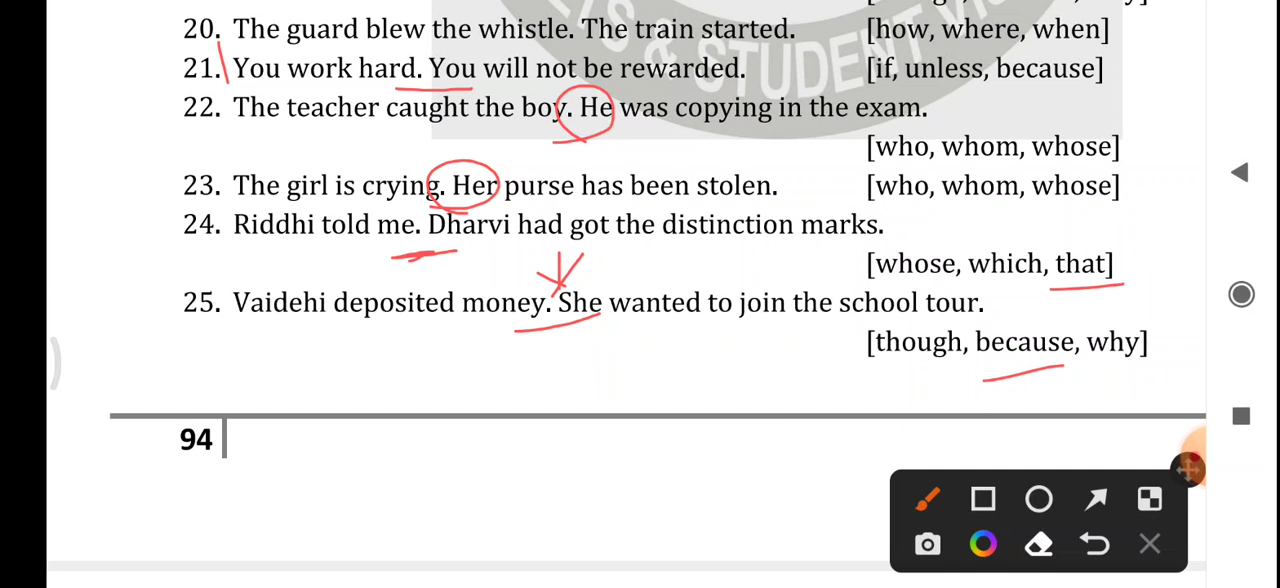 20. The guard blew the whistle. The train started. [how, where, when]
21. You work hard. You will not be rewarded. [if, unless, because]
22. The teacher caught the boy. He was copying in the exam.
[who, whom, whose]
23. The girl is crying. Her purse has been stolen. [who, whom, whose]
24. Riddhi told me. Dharvi had got the distinction marks.
[whose, which, that]
25. Vaidehi deposited money. She wanted to join the school tour.
[though, because, why]
94
& STUDENT